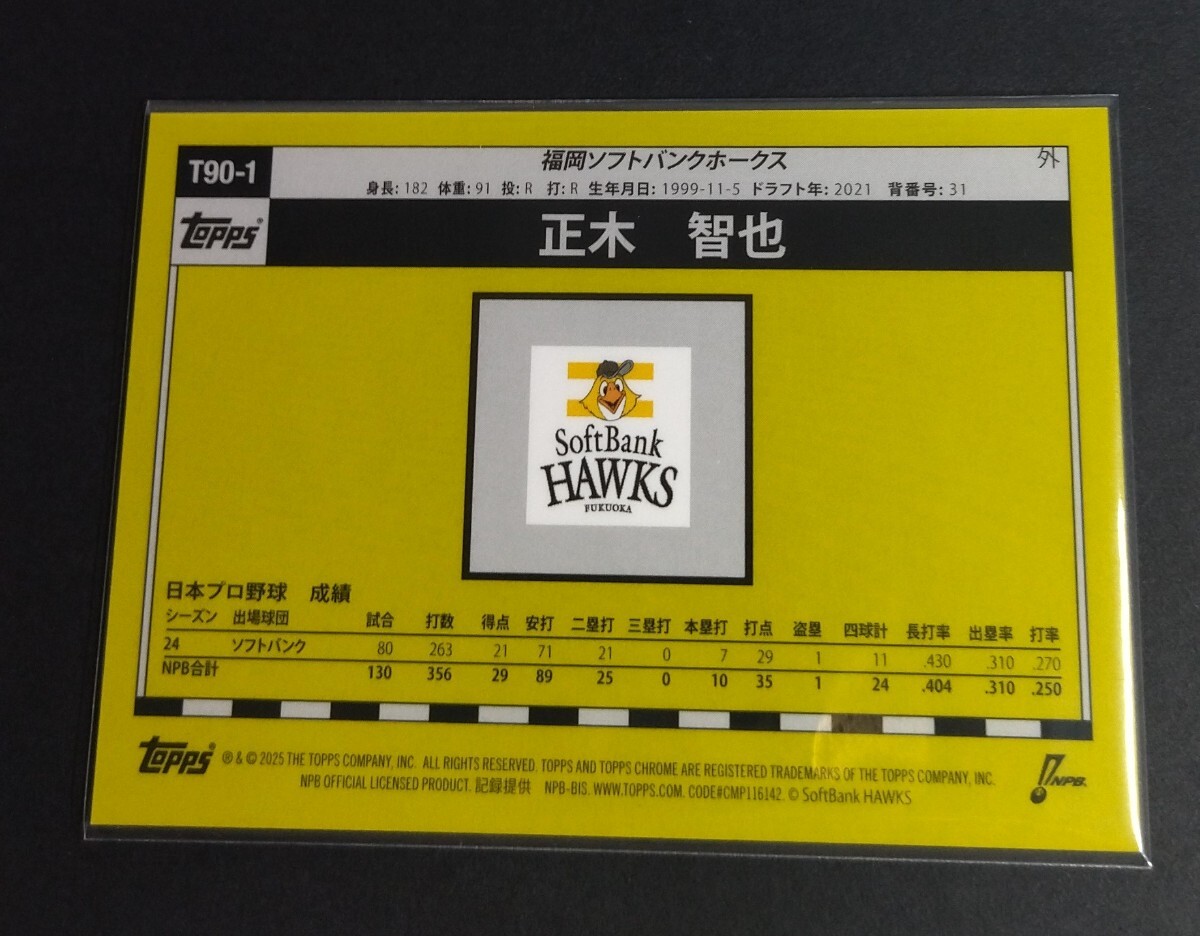 T90-1
福岡ソフトバンクホークス
外
身長: 182 体重: 91 投: R 打: R 生年月日: 1999-11-5 ドラフト年: 2021 背番号: 31
Topps®
正木 智也
SoftBank
HAWKS
FUKUOKA
日本プロ野球 成績
シーズン 出場球団 試合 打数 得点 安打 二塁打 三塁打 本塁打 打点 盗塁 四球計 長打率 出塁率 打率
24 ソフトバンク 80 263 21 71 21 0 7 29 1 11 .430 .310 .270
NPB合計 130 356 29 89 25 0 10 35 1 24 .404 .310 .250
Topps® ® & © 2025 THE TOPPS COMPANY, INC. ALL RIGHTS RESERVED. TOPPS AND TOPPS CHROME ARE REGISTERED TRADEMARKS OF THE TOPPS COMPANY, INC.
NPB OFFICIAL LICENSED PRODUCT. 記録提供 NPB-BIS. WWW.TOPPS.COM. CODE#CMP116142. © SoftBank HAWKS
NPB